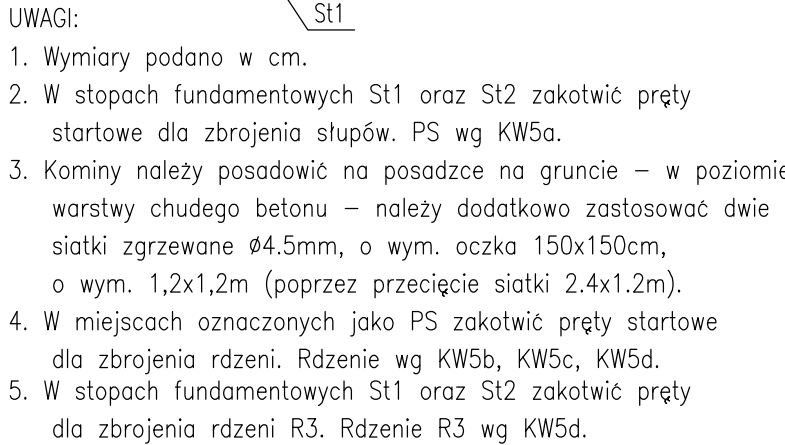 St1
UWAGI:
1. Wymiary podano w cm.
2. W stopach fundamentowych St1 oraz St2 zakotwić pręty
startowe dla zbrojenia słupów. PS wg KW5a.
3. Kominy należy posadowić na posadzce na gruncie – w poziomie
warstwy chudego betonu – należy dodatkowo zastosować dwie
siatki zgrzewane Ø4.5mm, o wym. oczka 150x150cm,
o wym. 1,2x1,2m (poprzez przecięcie siatki 2.4x1.2m).
4. W miejscach oznaczonych jako PS zakotwić pręty startowe
dla zbrojenia rdzeni. Rdzenie wg KW5b, KW5c, KW5d.
5. W stopach fundamentowych St1 oraz St2 zakotwić pręty
dla zbrojenia rdzeni R3. Rdzenie R3 wg KW5d.